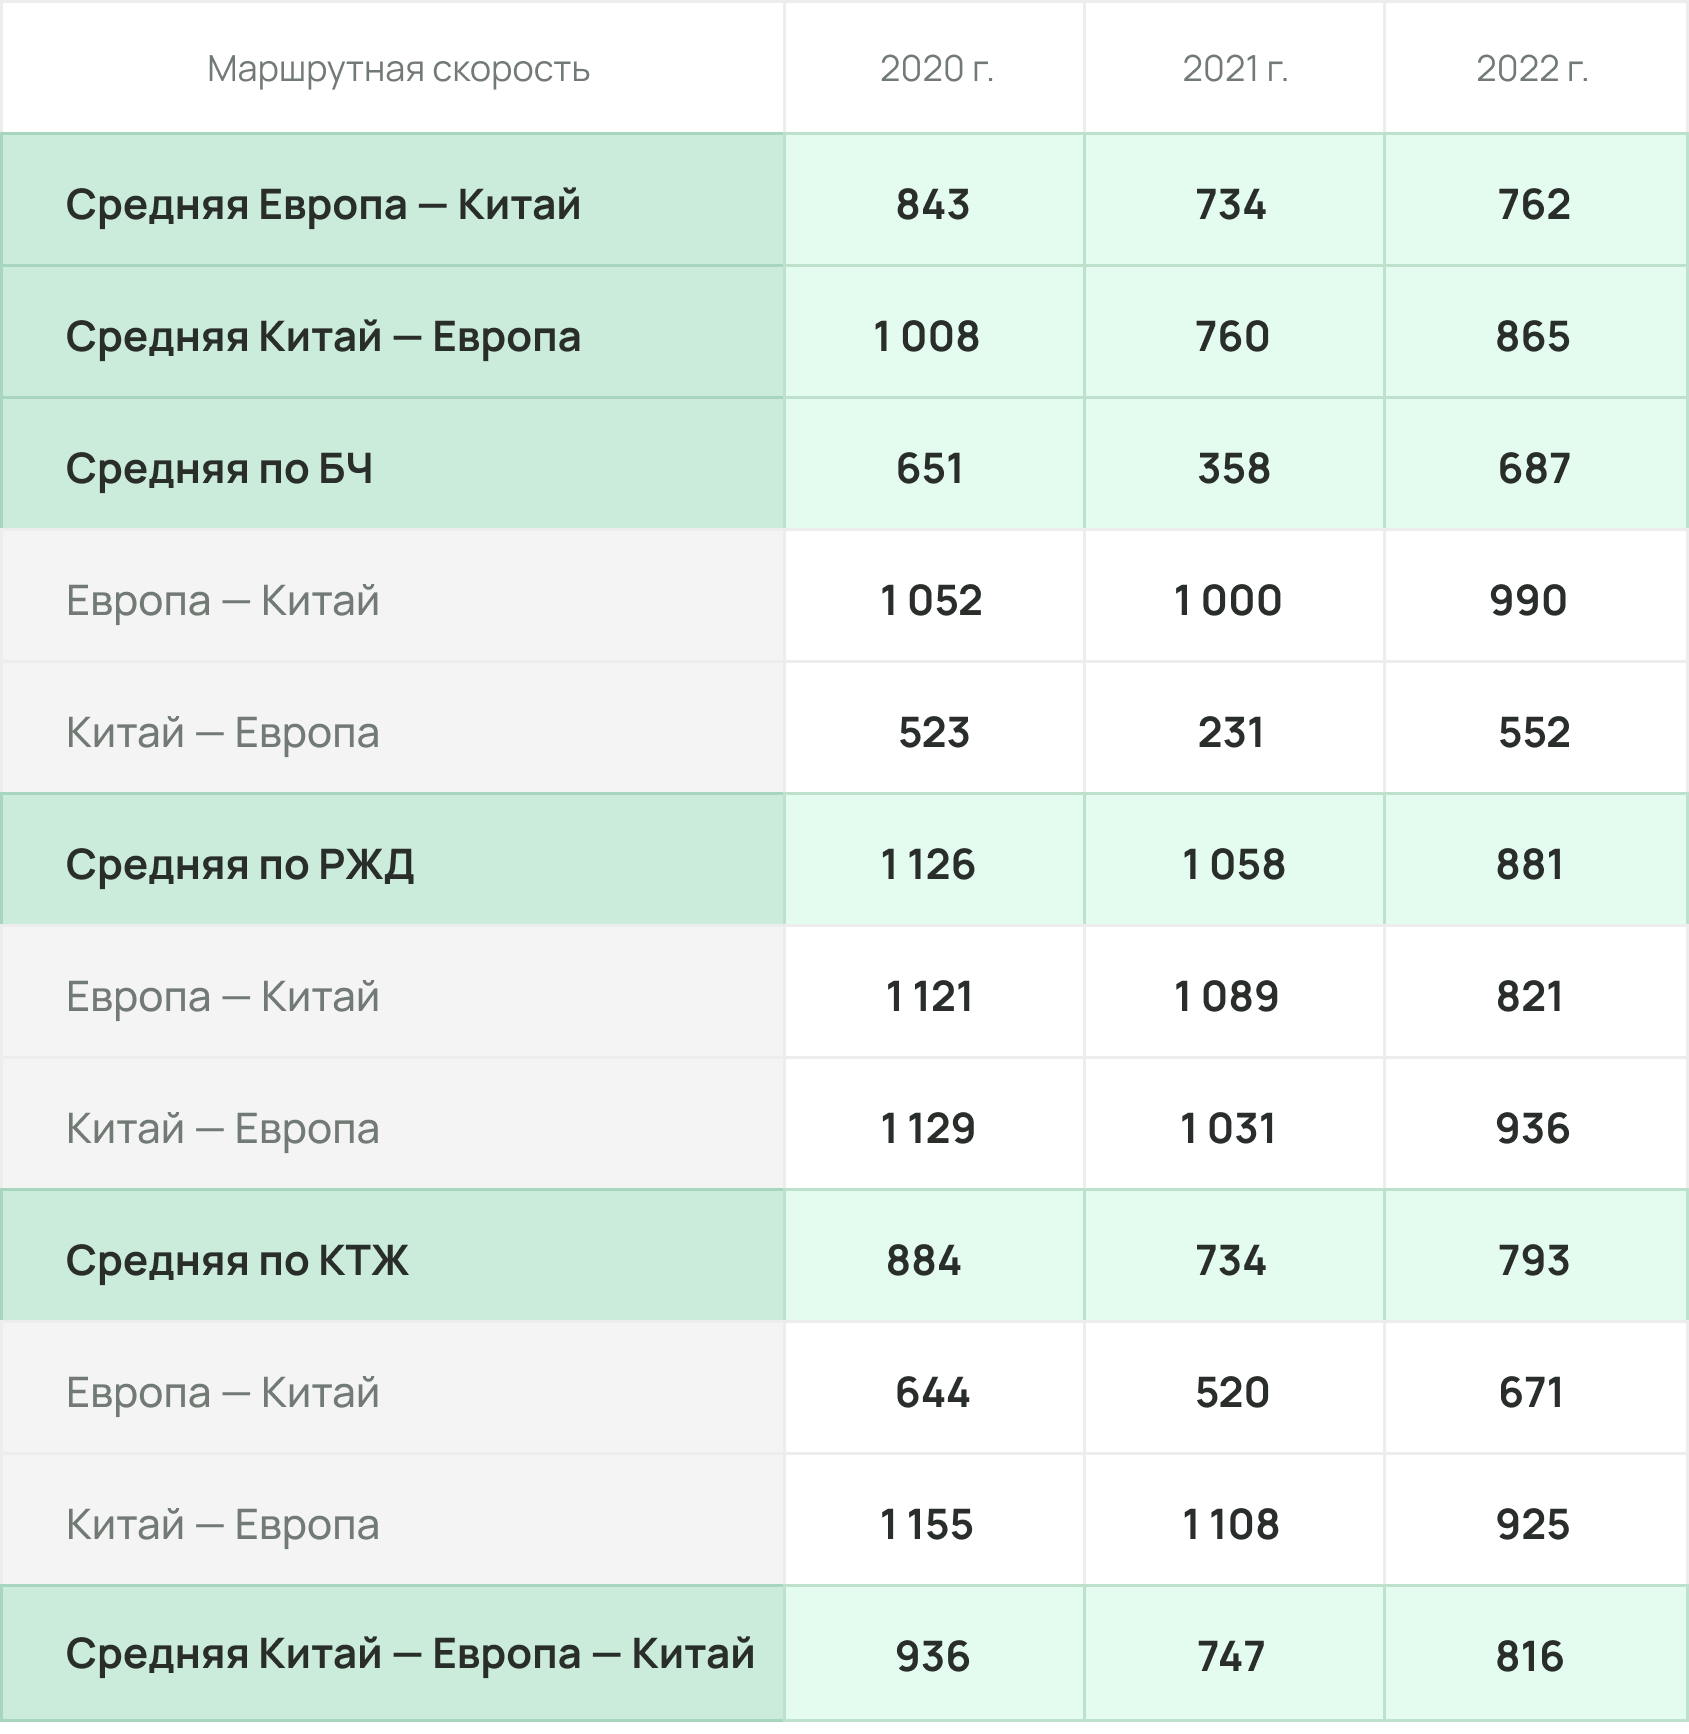 Маршрутная скорость 2020 г. 2021 г. 2022 г.
Средняя Европа — Китай 843 734 762
Средняя Китай — Европа 1 008 760 865
Средняя по БЧ 651 358 687
Европа — Китай 1 052 1 000 990
Китай — Европа 523 231 552
Средняя по РЖД 1 126 1 058 881
Европа — Китай 1 121 1 089 821
Китай — Европа 1 129 1 031 936
Средняя по КТЖ 884 734 793
Европа — Китай 644 520 671
Китай — Европа 1 155 1 108 925
Средняя Китай — Европа — Китай 936 747 816